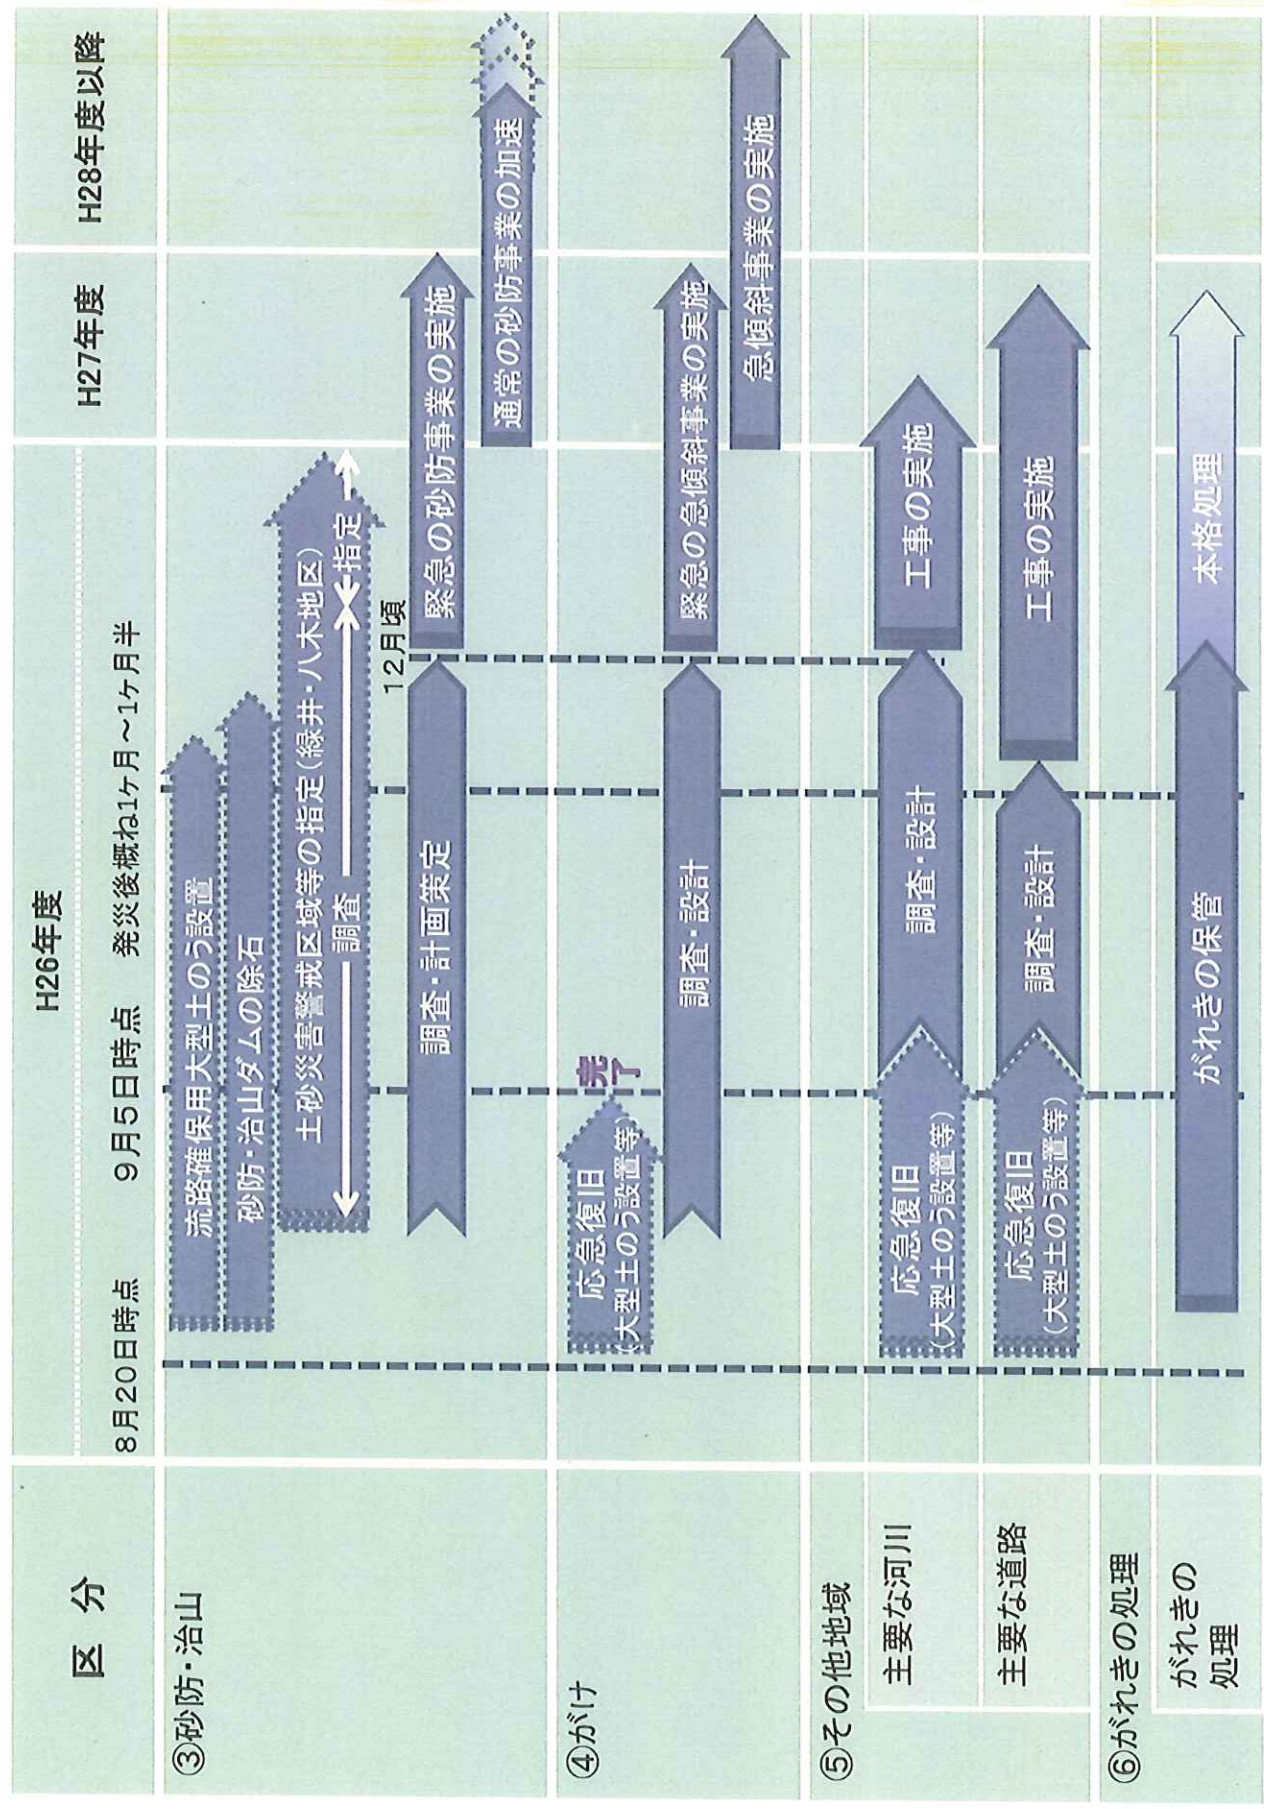 区 分
H26年度
H27年度
H28年度以降
8月20日時点
9月5日時点
発災後概ね1ヶ月～1ヶ月半
③砂防・治山
流路確保用大型土のう設置
砂防・治山ダムの除石
土砂災害警戒区域等の指定(緑井・八木地区)
調査
指定
12月頃
調査・計画策定
緊急の砂防事業の実施
通常の砂防事業の加速
④がけ
応急復旧
(大型土のう設置等)
完了
調査・設計
緊急の急傾斜事業の実施
急傾斜事業の実施
⑤その他地域
主要な河川
応急復旧
(大型土のう設置等)
調査・設計
工事の実施
主要な道路
応急復旧
(大型土のう設置等)
調査・設計
工事の実施
⑥がれきの処理
がれきの
処理
がれきの保管
本格処理